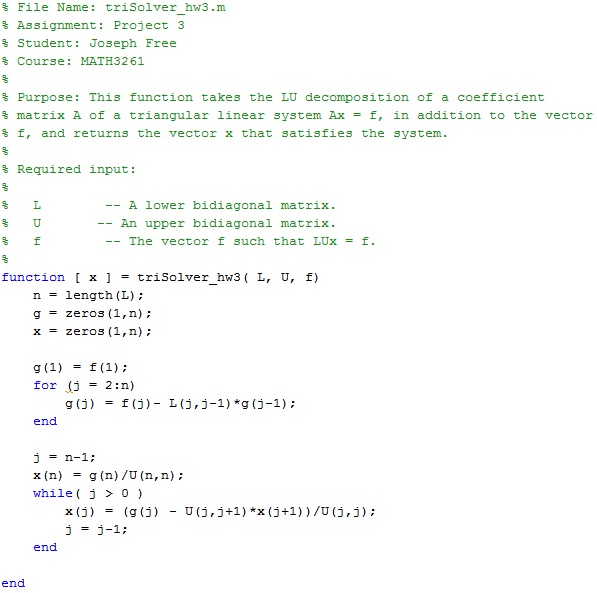 % File Name: triSolver_hw3.m
% Assignment: Project 3
% Student: Joseph Free
% Course: MATH3261
%
% Purpose: This function takes the LU decomposition of a coefficient
% matrix A of a triangular linear system Ax = f, in addition to the vector
% f, and returns the vector x that satisfies the system.
%
% Required input:
%
%   L        -- A lower bidiagonal matrix.
%   U       -- An upper bidiagonal matrix.
%   f        -- The vector f such that LUx = f.
%
function [ x ] = triSolver_hw3( L, U, f)
    n = length(L);
    g = zeros(1,n);
    x = zeros(1,n);

    g(1) = f(1);
    for (j = 2:n)
        g(j) = f(j)- L(j,j-1)*g(j-1);
    end

    j = n-1;
    x(n) = g(n)/U(n,n);
    while( j > 0 )
        x(j) = (g(j) - U(j,j+1)*x(j+1))/U(j,j);
        j = j-1;
    end

end